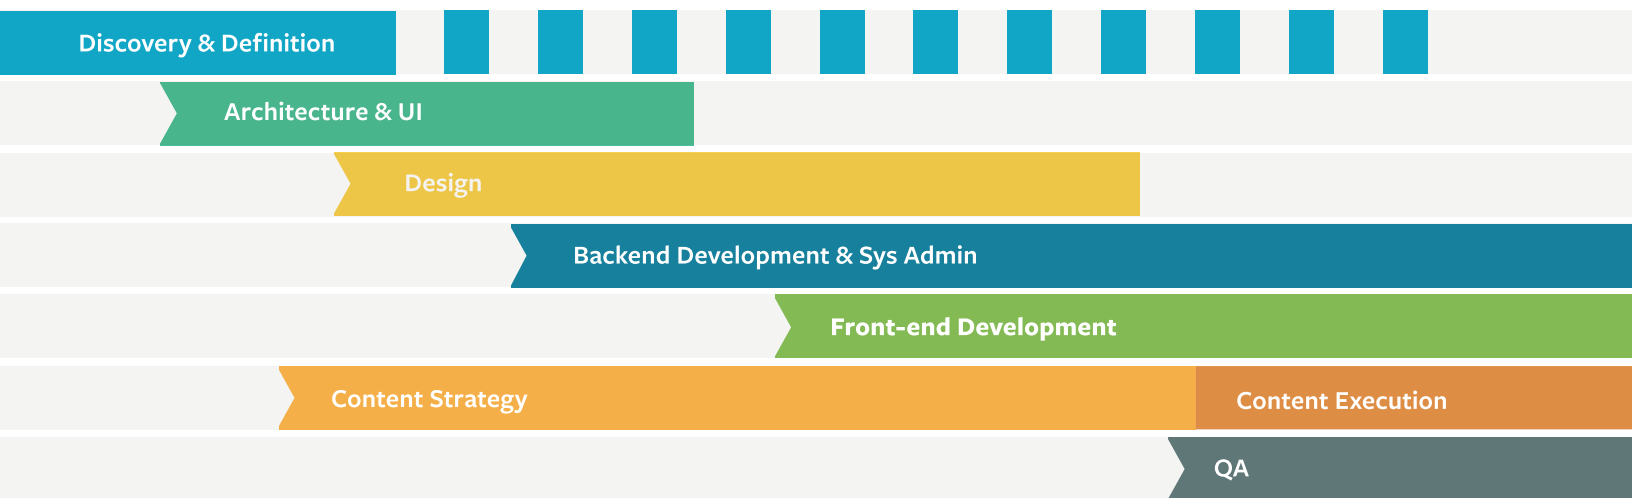 Discovery & Definition
Architecture & UI
Design
Backend Development & Sys Admin
Front-end Development
Content Strategy
Content Execution
QA